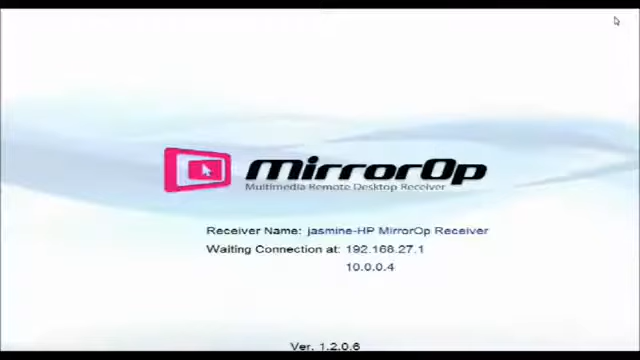 MirrorOp
Multimedia Remote Desktop Receiver
Receiver Name: jasmine-HP MirrorOp Receiver
Waiting Connection at: 192.168.27.1
10.0.0.4
Ver. 1.2.0.6